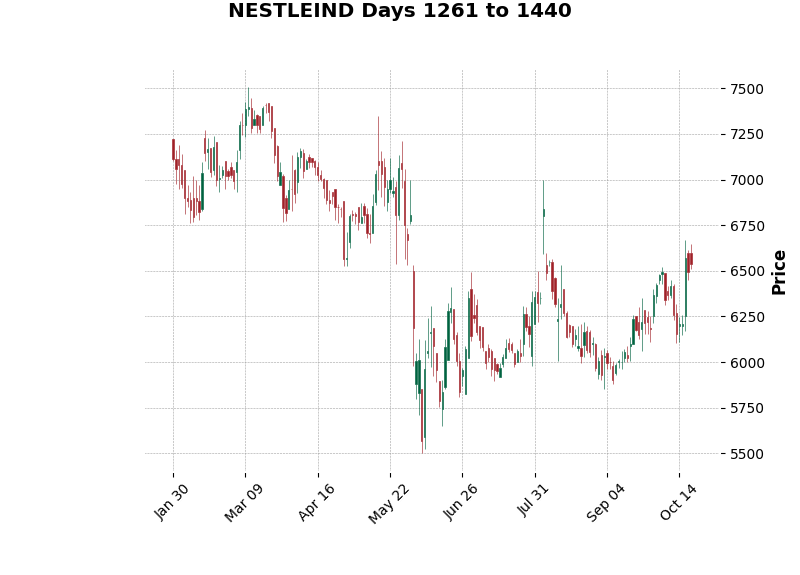 NESTLEIND Days 1261 to 1440
7500
7250
7000
6750
6500
6250
6000
5750
5500
Price
Jan 30
Mar 09
Apr 16
May 22
Jun 26
Jul 31
Sep 04
Oct 14